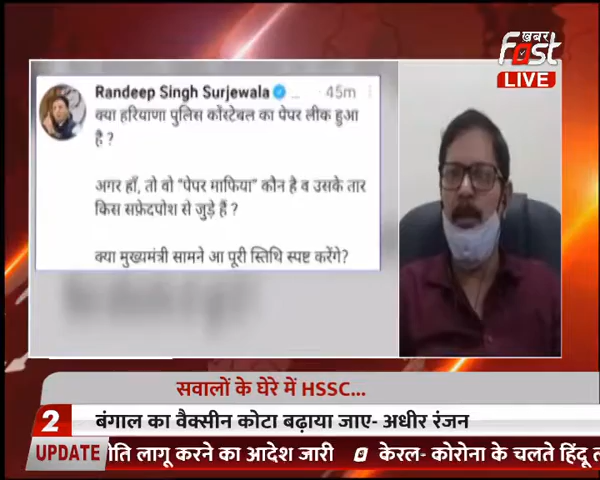 ख़बर
Fast
LIVE
Randeep Singh Surjewala ... · 45m
क्या हरियाणा पुलिस कोंस्टेबल का पेपर लीक हुआ
है ?
अगर हाँ, तो वो "पेपर माफिया" कौन है व उसके तार
किस सफ़ेदपोश से जुड़े हैं ?
क्या मुख्यमंत्री सामने आ पूरी स्तिथि स्पष्ट करेंगे?
सवालों के घेरे में HSSC...
2 बंगाल का वैक्सीन कोटा बढ़ाया जाए- अधीर रंजन
UPDATE लागू करने का आदेश जारी केरल- कोरोना के चलते हिंदू